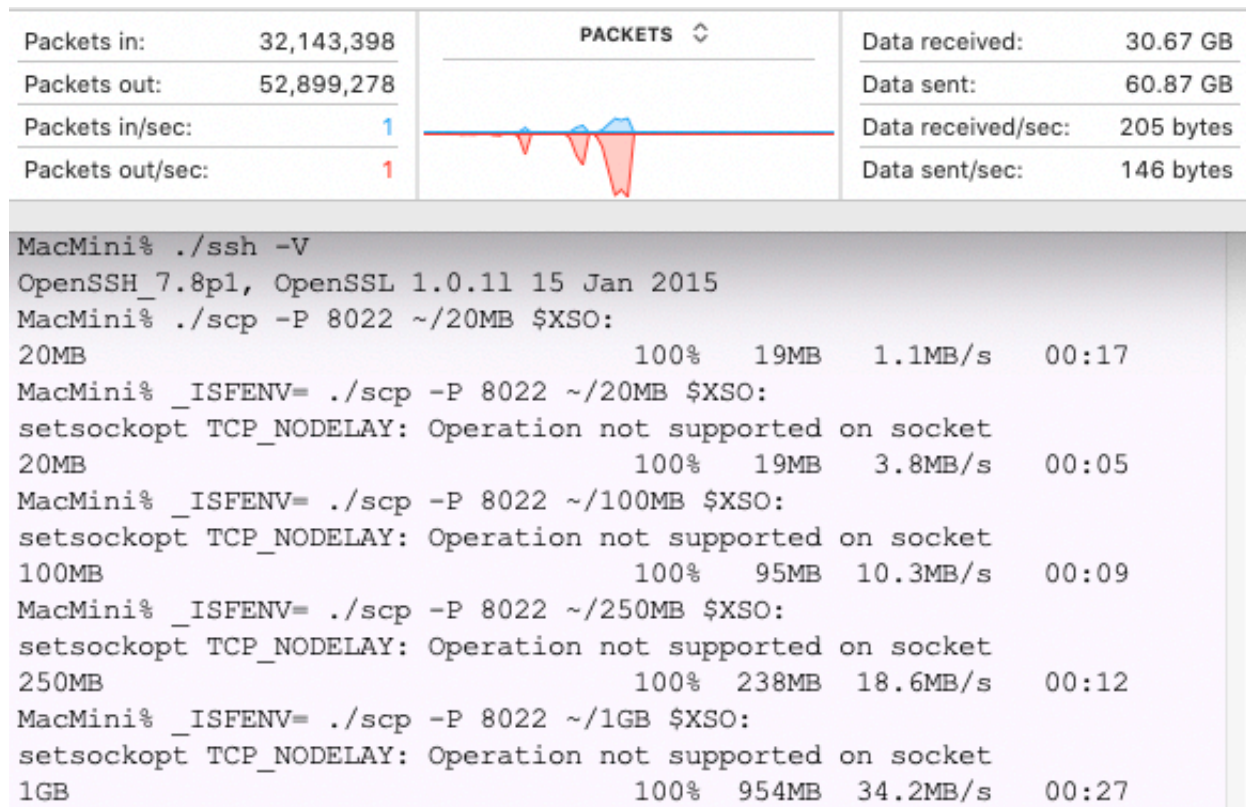 Packets in: 32,143,398
Packets out: 52,899,278
Packets in/sec: 1
Packets out/sec: 1
PACKETS
Data received: 30.67 GB
Data sent: 60.87 GB
Data received/sec: 205 bytes
Data sent/sec: 146 bytes
MacMini% ./ssh -V
OpenSSH_7.8p1, OpenSSL 1.0.1l 15 Jan 2015
MacMini% ./scp -P 8022 ~/20MB $XSO:
20MB 100% 19MB 1.1MB/s 00:17
MacMini% _ISFENV= ./scp -P 8022 ~/20MB $XSO:
setsockopt TCP_NODELAY: Operation not supported on socket
20MB 100% 19MB 3.8MB/s 00:05
MacMini% _ISFENV= ./scp -P 8022 ~/100MB $XSO:
setsockopt TCP_NODELAY: Operation not supported on socket
100MB 100% 95MB 10.3MB/s 00:09
MacMini% _ISFENV= ./scp -P 8022 ~/250MB $XSO:
setsockopt TCP_NODELAY: Operation not supported on socket
250MB 100% 238MB 18.6MB/s 00:12
MacMini% _ISFENV= ./scp -P 8022 ~/1GB $XSO:
setsockopt TCP_NODELAY: Operation not supported on socket
1GB 100% 954MB 34.2MB/s 00:27